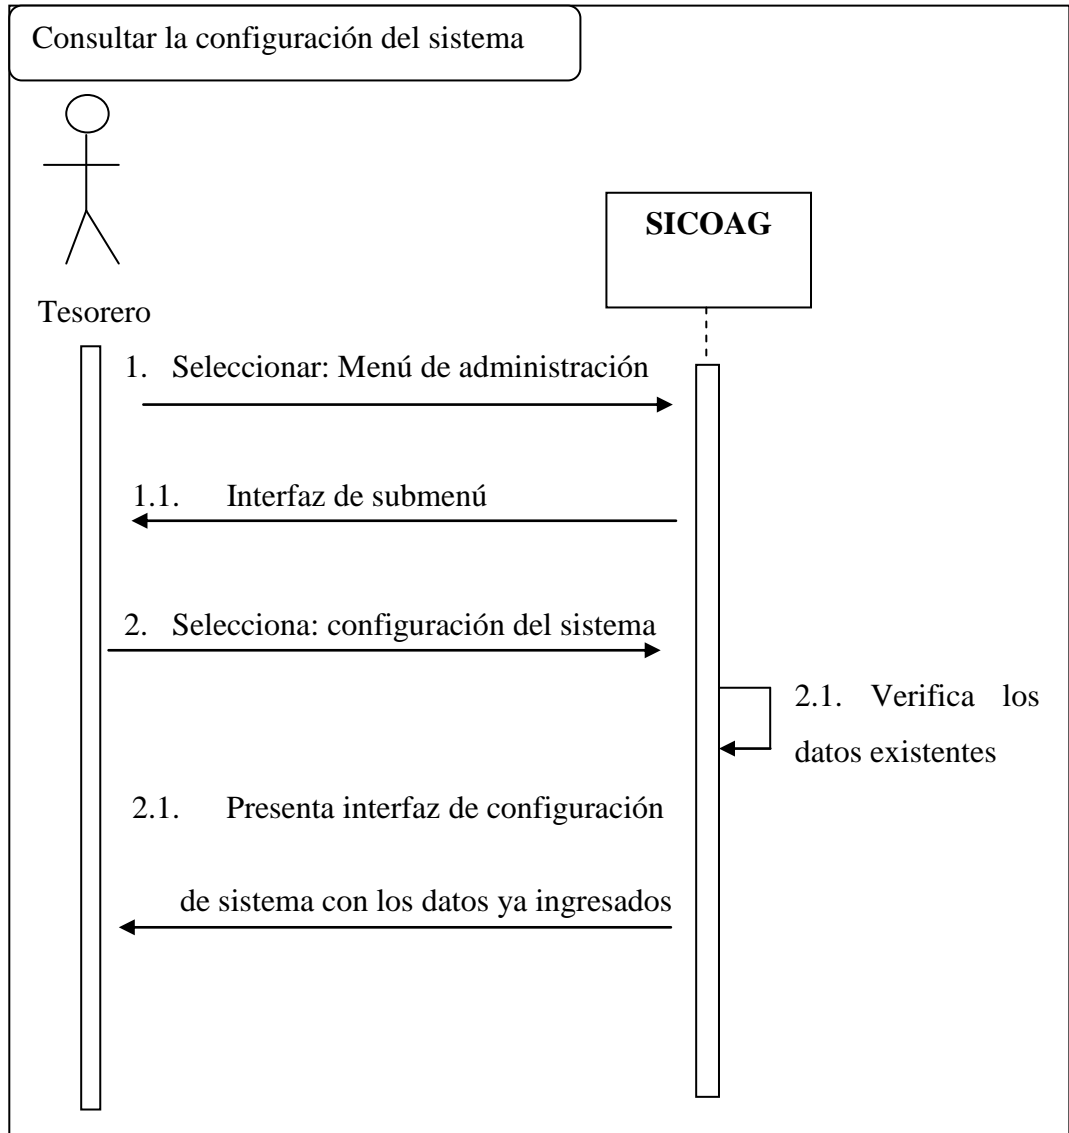 Consultar la configuración del sistema
SICOAG
Tesorero
1. Seleccionar: Menú de administración
1.1. Interfaz de submenú
2. Selecciona: configuración del sistema
2.1. Verifica los
datos existentes
2.1. Presenta interfaz de configuración
de sistema con los datos ya ingresados